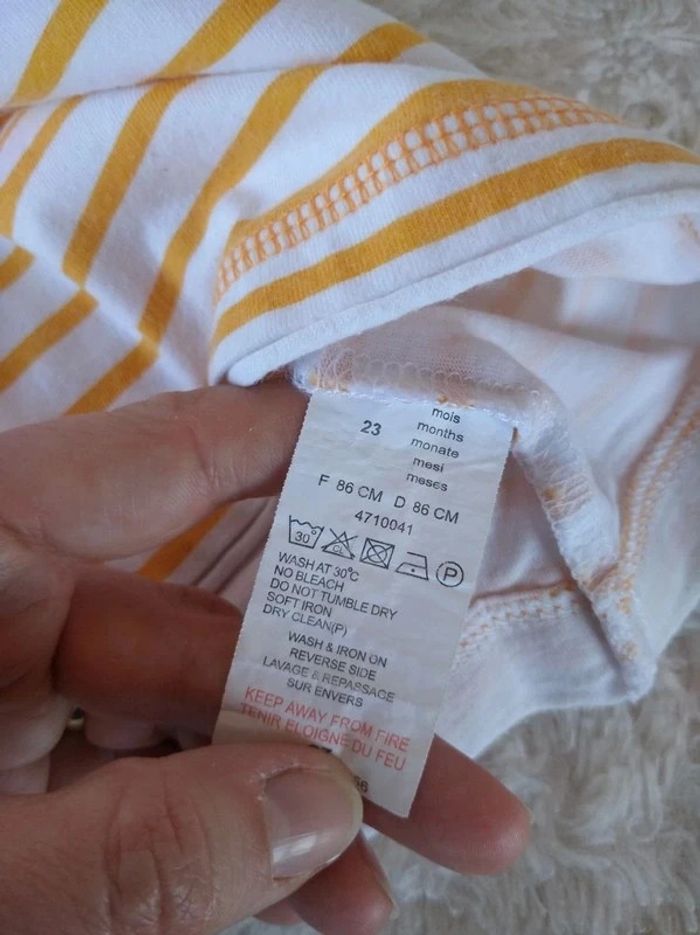 23
mois
months
monate
mesi
meses
F 86 CM D 86 CM
4710041
30°
CL
P
WASH AT 30°C
NO BLEACH
DO NOT TUMBLE DRY
SOFT IRON
DRY CLEAN(P)
WASH & IRON ON
REVERSE SIDE
LAVAGE & REPASSAGE
SUR ENVERS
KEEP AWAY FROM FIRE
TENIR ELOIGNE DU FEU